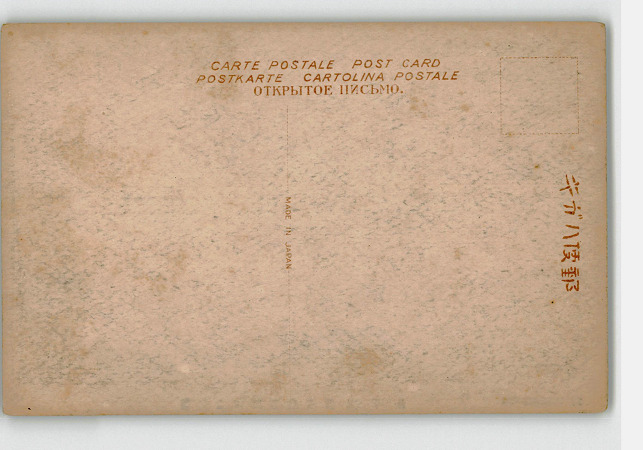 CARTE POSTALE POST CARD
POSTKARTE CARTOLINA POSTALE
ОТКРЫТОЕ ПИСЬМО.
MADE IN JAPAN
郵便ハガキ